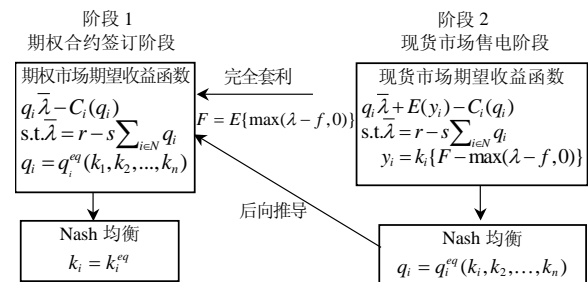 阶段 1
期权合约签订阶段
期权市场期望收益函数
q_i \overline{λ} − C_i(q_i)
s.t. \overline{λ} = r − s∑_{i∈N} q_i
q_i = q_i^{eq}(k_1, k_2, ..., k_n)
Nash 均衡
k_i = k_i^{eq}
完全套利
F = E{max(λ − f, 0)}
后向推导
阶段 2
现货市场售电阶段
现货市场期望收益函数
q_i \overline{λ} + E(y_i) − C_i(q_i)
s.t. \overline{λ} = r − s∑_{i∈N} q_i
y_i = k_i{F − max(λ − f, 0)}
Nash 均衡
q_i = q_i^{eq}(k_i, k_2, ..., k_n)